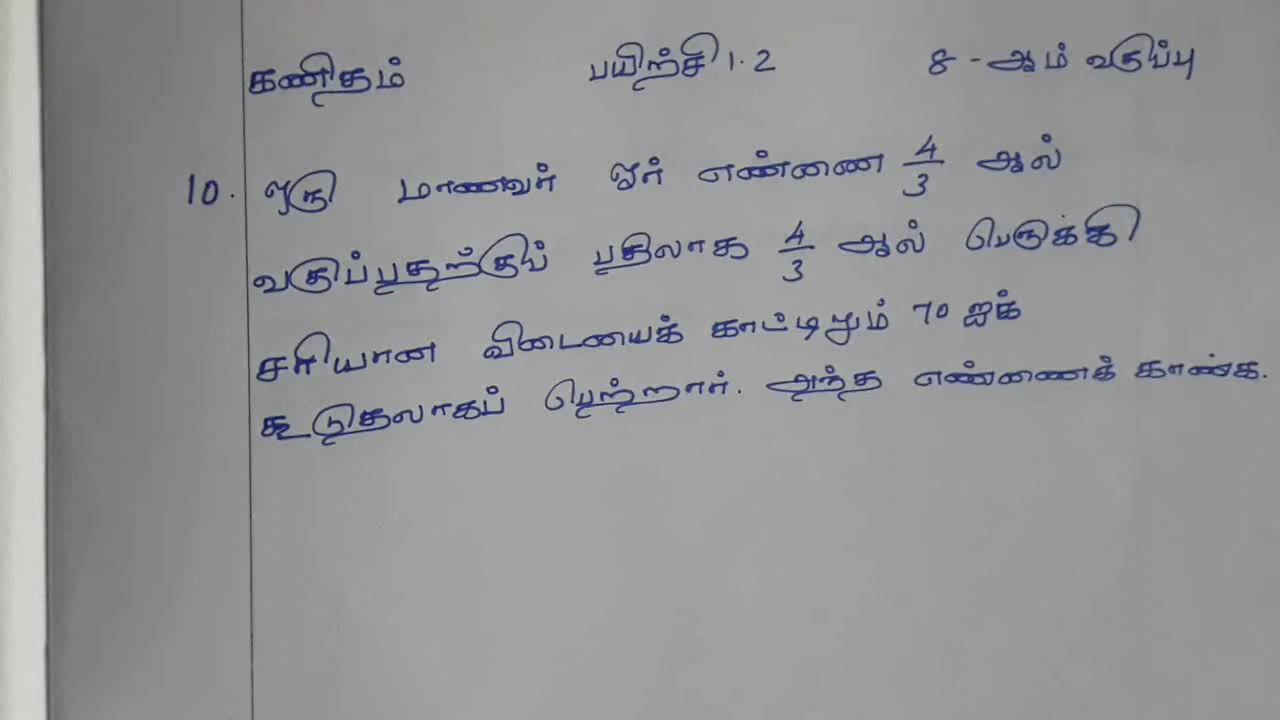 கணிதம் பயிற்சி 1.2 8-ஆம் வகுப்பு
10. ஒரு மாணவர் ஓர் எண்ணை 4/3 ஆல்
வகுப்பதற்குப் பதிலாக 4/3 ஆல் பெருக்கி
சரியான விடையைக் காட்டிலும் 70 ஐக்
கூடுதலாகப் பெற்றார். அந்த எண்ணைக் காண்க.